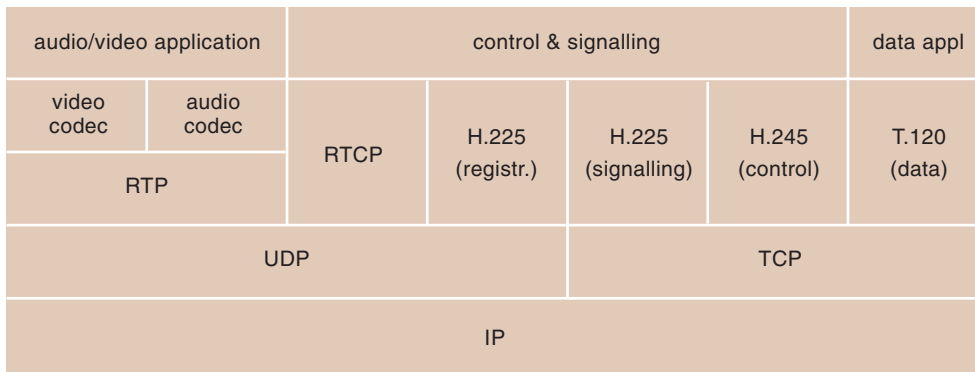 audio/video application
control & signalling
data appl
video
codec
audio
codec
RTP
RTCP
H.225
(registr.)
H.225
(signalling)
H.245
(control)
T.120
(data)
UDP
TCP
IP